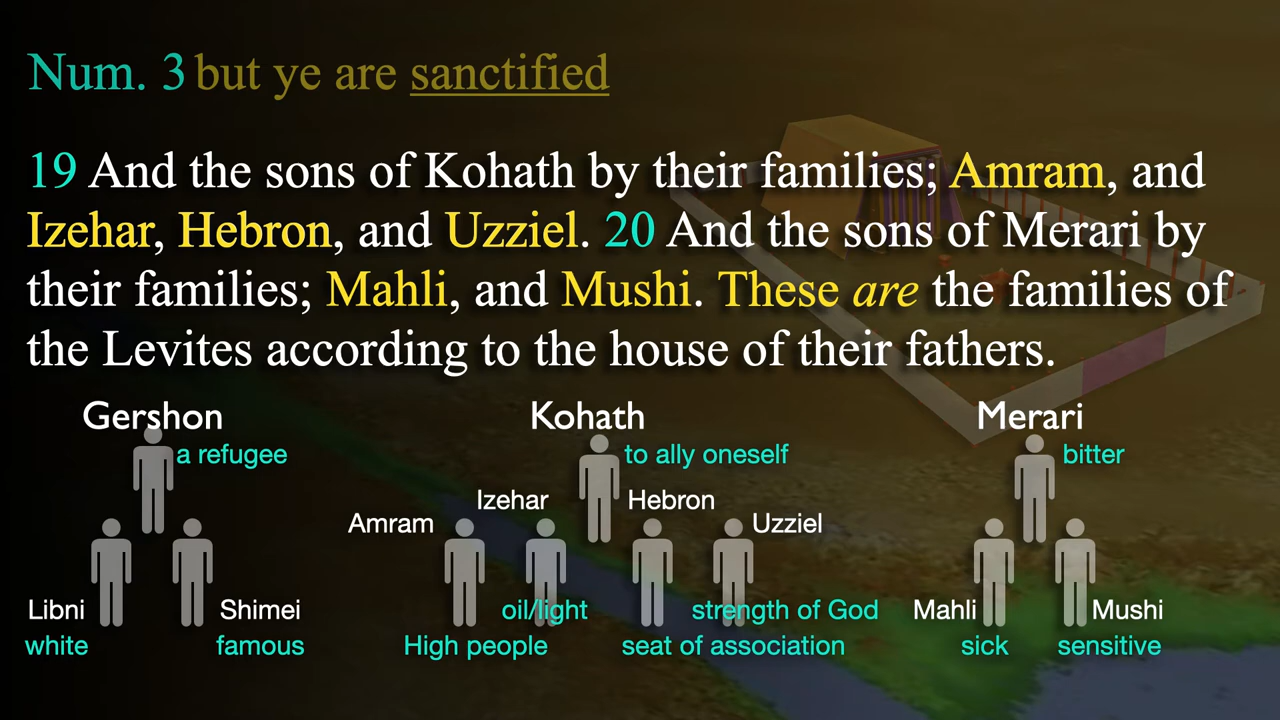 Num. 3 but ye are sanctified
19 And the sons of Kohath by their families; Amram, and
Izehar, Hebron, and Uzziel. 20 And the sons of Merari by
their families; Mahli, and Mushi. These are the families of
the Levites according to the house of their fathers.
Gershon
a refugee
Libni
white
Shimei
famous
Kohath
to ally oneself
Amram
High people
Izehar
oil/light
Hebron
seat of association
Uzziel
strength of God
Merari
bitter
Mahli
sick
Mushi
sensitive